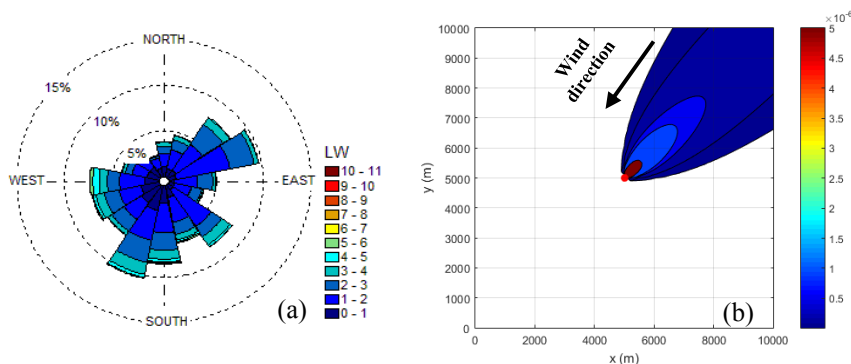 NORTH
15%
10%
5%
WEST
EAST
SOUTH
LW
10 - 11
9 - 10
8 - 9
7 - 8
6 - 7
5 - 6
4 - 5
3 - 4
2 - 3
1 - 2
0 - 1
(a)
Wind
direction
10000
9000
8000
7000
6000
5000
4000
3000
2000
1000
0
y (m)
0
2000
4000
6000
8000
10000
x (m)
(b)
×10⁻⁶
5
4.5
4
3.5
3
2.5
2
1.5
1
0.5